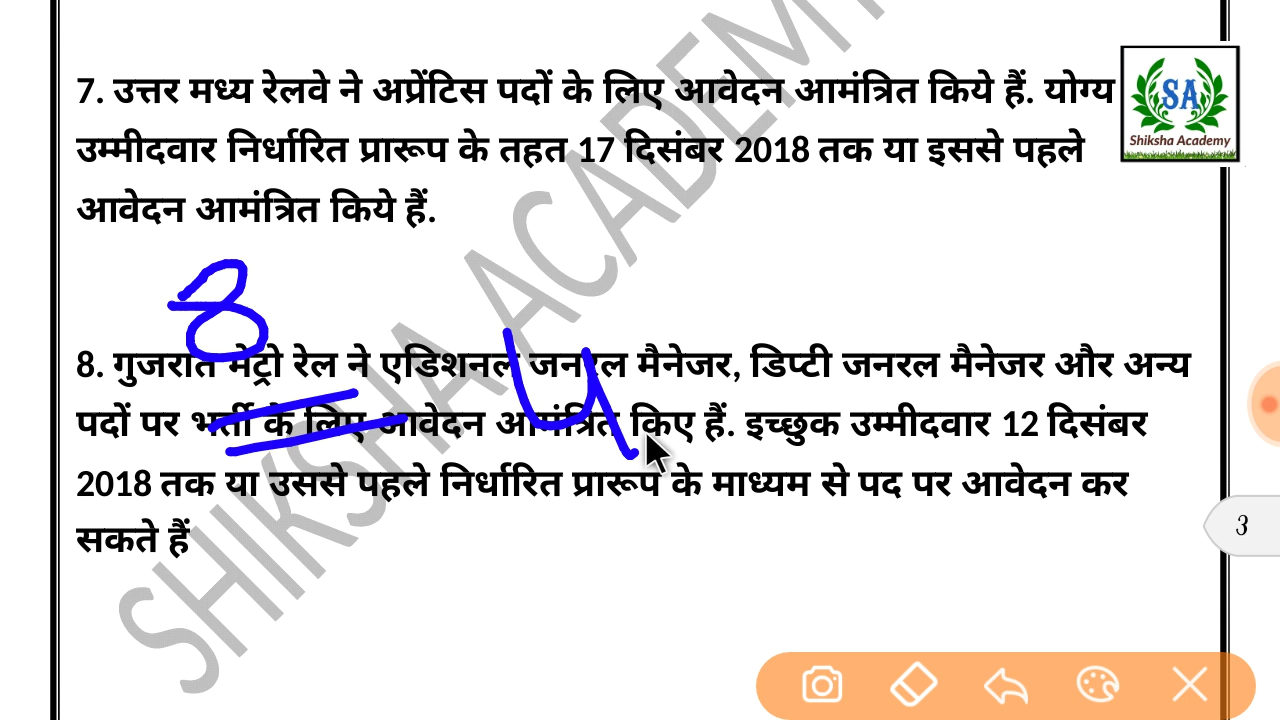 7. उत्तर मध्य रेलवे ने अप्रेंटिस पदों के लिए आवेदन आमंत्रित किये हैं. योग्य
उम्मीदवार निर्धारित प्रारूप के तहत 17 दिसंबर 2018 तक या इससे पहले
आवेदन आमंत्रित किये हैं.
SA
Shiksha Academy
8
4
8. गुजरात मेट्रो रेल ने एडिशनल जनरल मैनेजर, डिप्टी जनरल मैनेजर और अन्य
पदों पर भर्ती के लिए आवेदन आमंत्रित किए हैं. इच्छुक उम्मीदवार 12 दिसंबर
2018 तक या उससे पहले निर्धारित प्रारूप के माध्यम से पद पर आवेदन कर
सकते हैं
3
SHIKSHA ACADEM